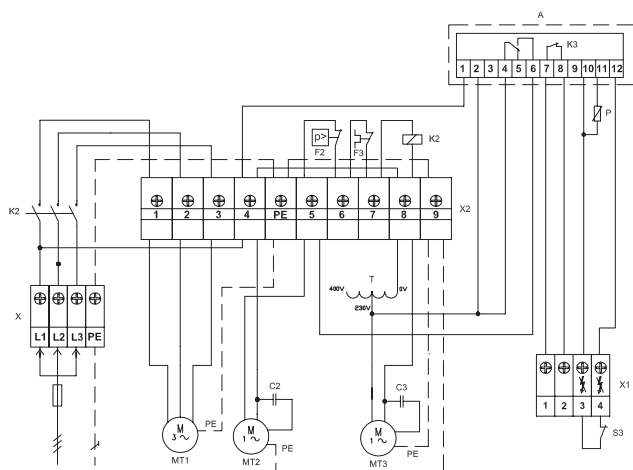 A
K3
1 2 3 4 5 6 7 8 9 10 11 12
P
p>
F2
F3
K2
K2
1 2 3 4 PE 5 6 7 8 9
X2
T
400V
0V
230V
X
L1 L2 L3 PE
X1
1 2 3 4
S3
C2
C3
M
3 ~
PE
MT1
M
1 ~
PE
MT2
M
1 ~
PE
MT3